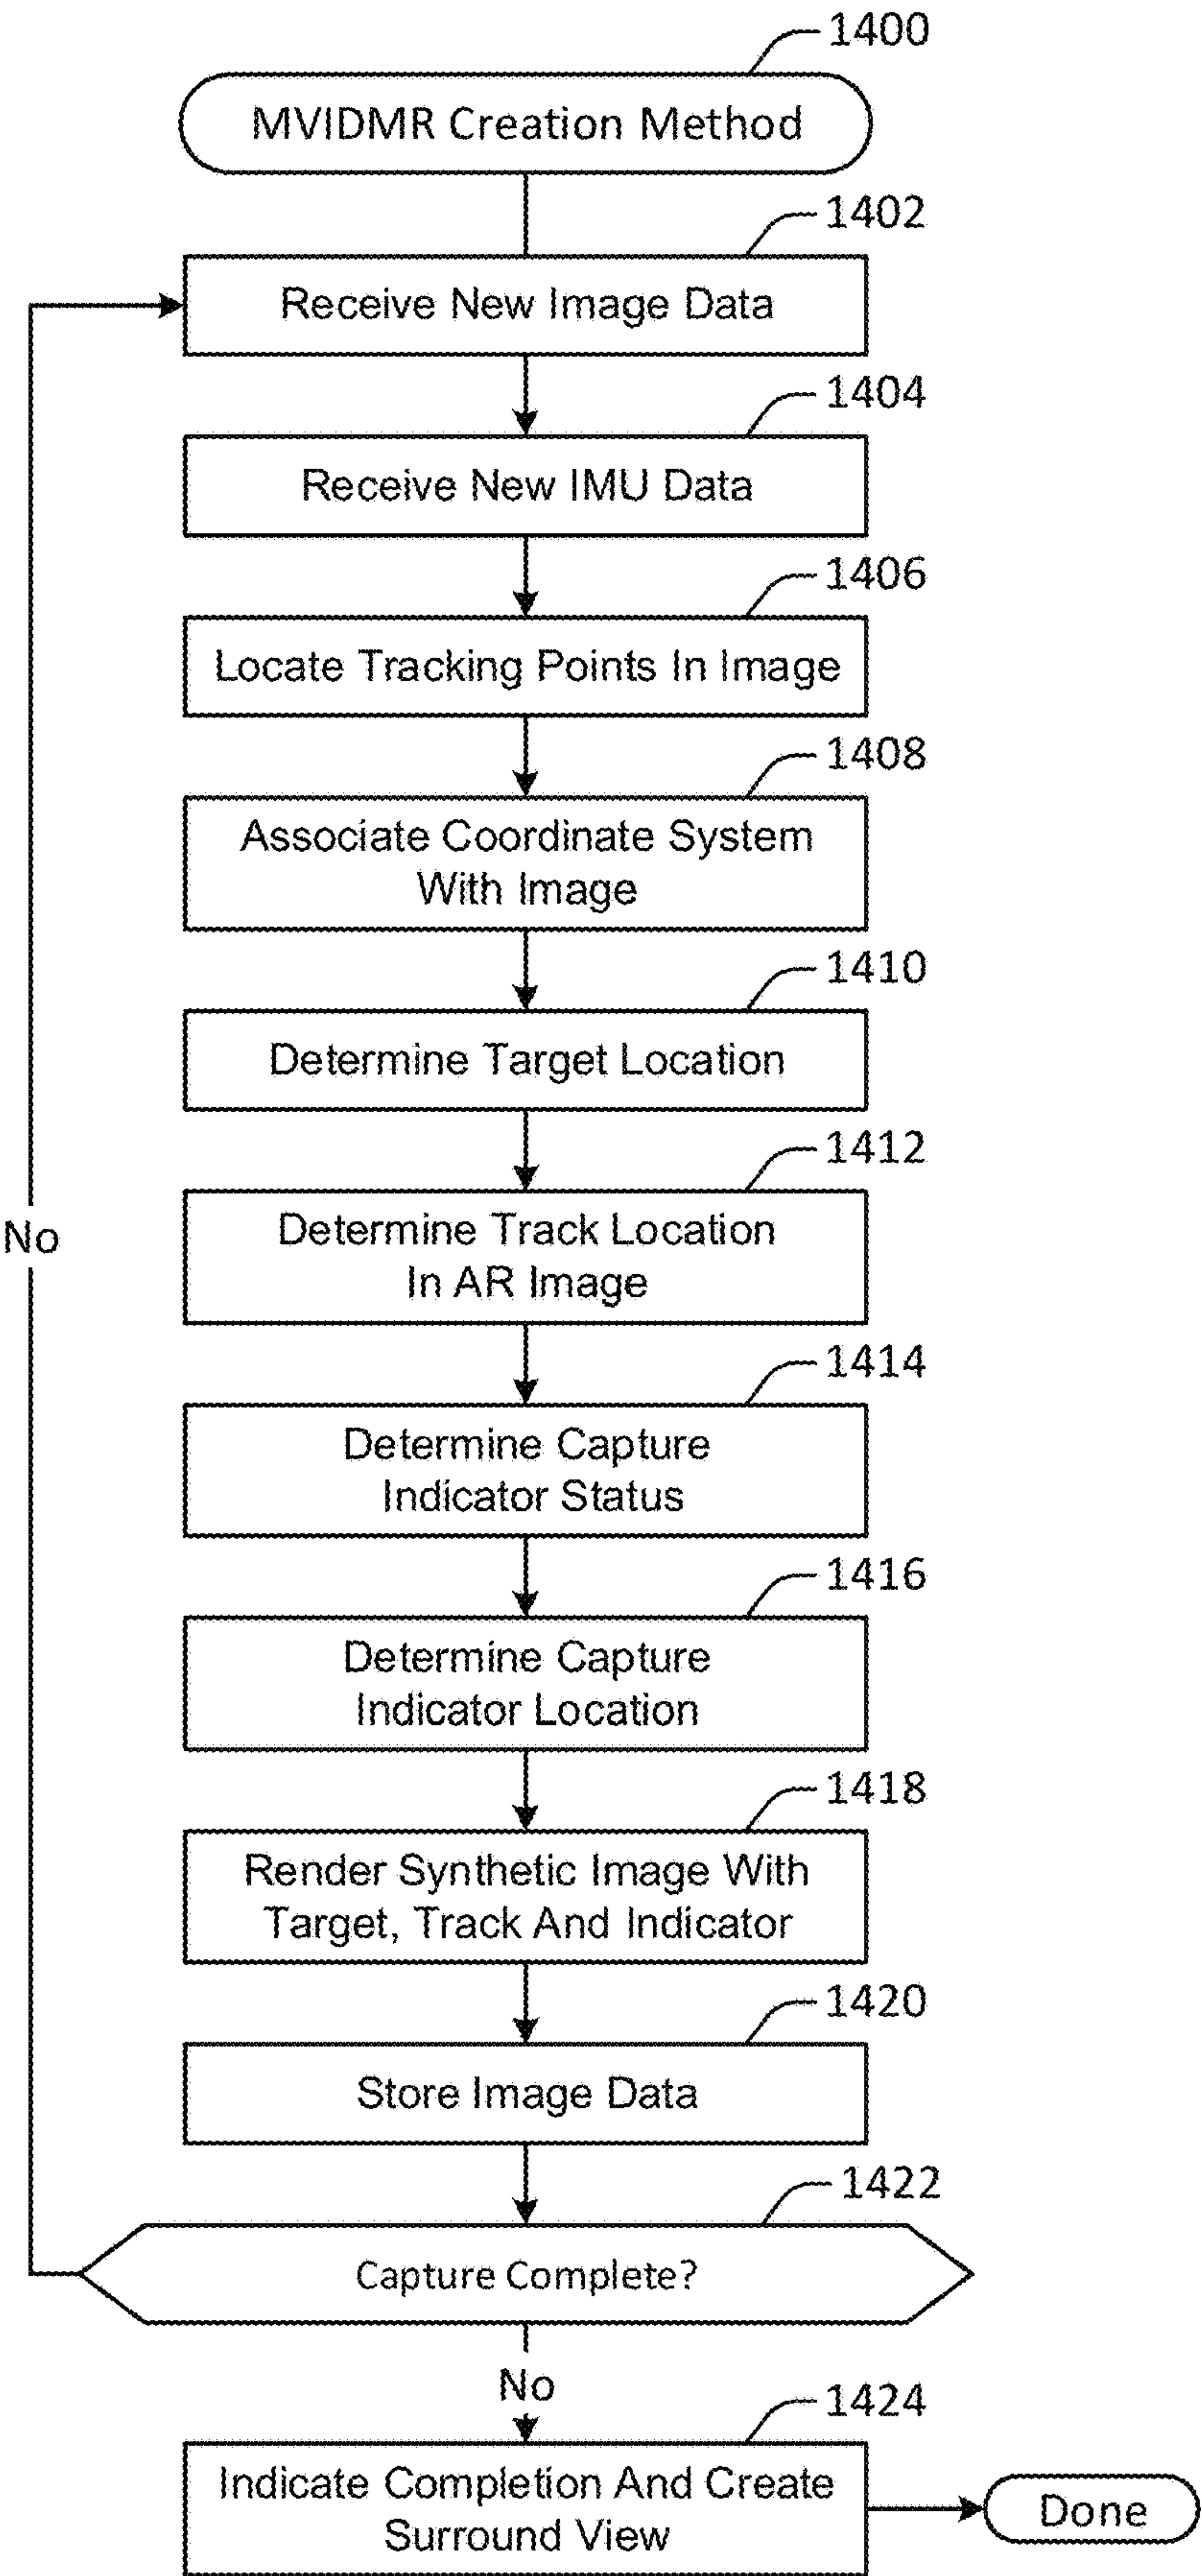 1400
MVIDMR Creation Method
1402
Receive New Image Data
1404
Receive New IMU Data
1406
Locate Tracking Points In Image
1408
Associate Coordinate System
With Image
1410
Determine Target Location
1412
Determine Track Location
In AR Image
No
1414
Determine Capture
Indicator Status
1416
Determine Capture
Indicator Location
1418
Render Synthetic Image With
Target, Track And Indicator
1420
Store Image Data
1422
Capture Complete?
No
1424
Indicate Completion And Create
Surround View
Done